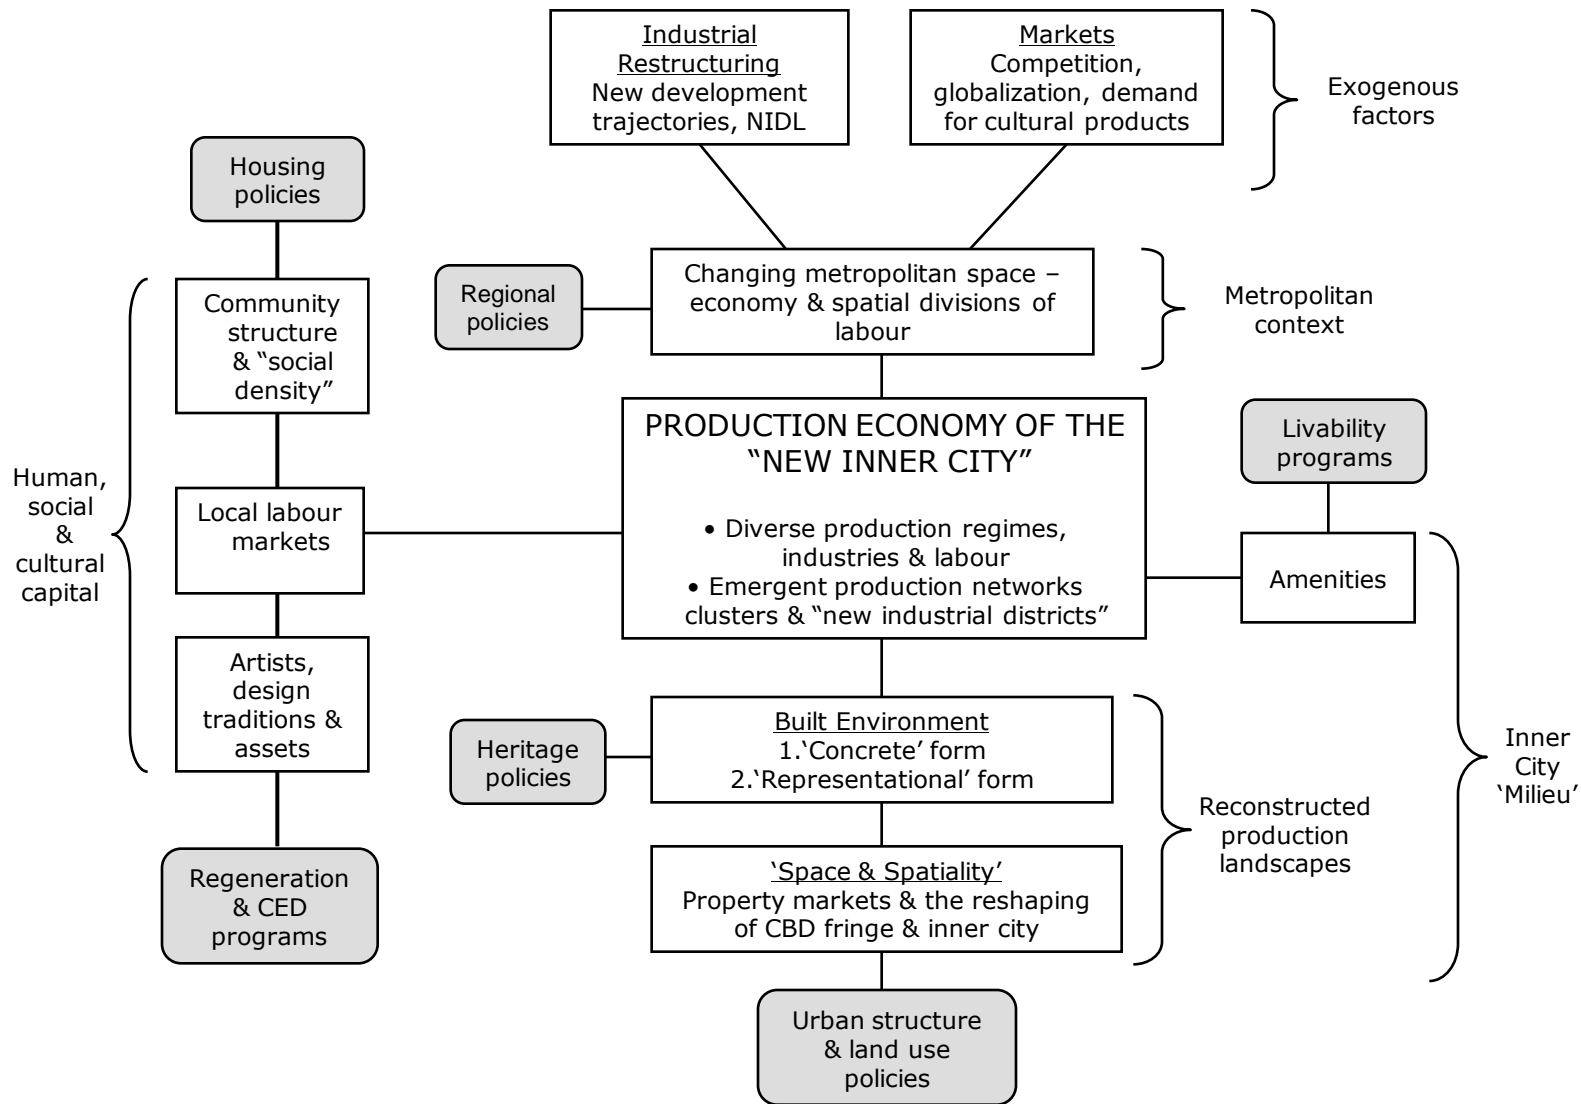 Industrial
Restructuring
New development
trajectories, NIDL
Markets
Competition,
globalization, demand
for cultural products
Exogenous
factors
Housing
policies
Regional
policies
Changing metropolitan space –
economy & spatial divisions of
labour
Metropolitan
context
Community
structure
& “social
density”
Human,
social
&
cultural
capital
Local labour
markets
Artists,
design
traditions &
assets
Regeneration
& CED
programs
PRODUCTION ECONOMY OF THE
“NEW INNER CITY”
• Diverse production regimes,
industries & labour
• Emergent production networks
clusters & “new industrial districts”
Livability
programs
Amenities
Heritage
policies
Built Environment
1.‘Concrete’ form
2.‘Representational’ form
‘Space & Spatiality’
Property markets & the reshaping
of CBD fringe & inner city
Reconstructed
production
landscapes
Inner
City
‘Milieu’
Urban structure
& land use
policies